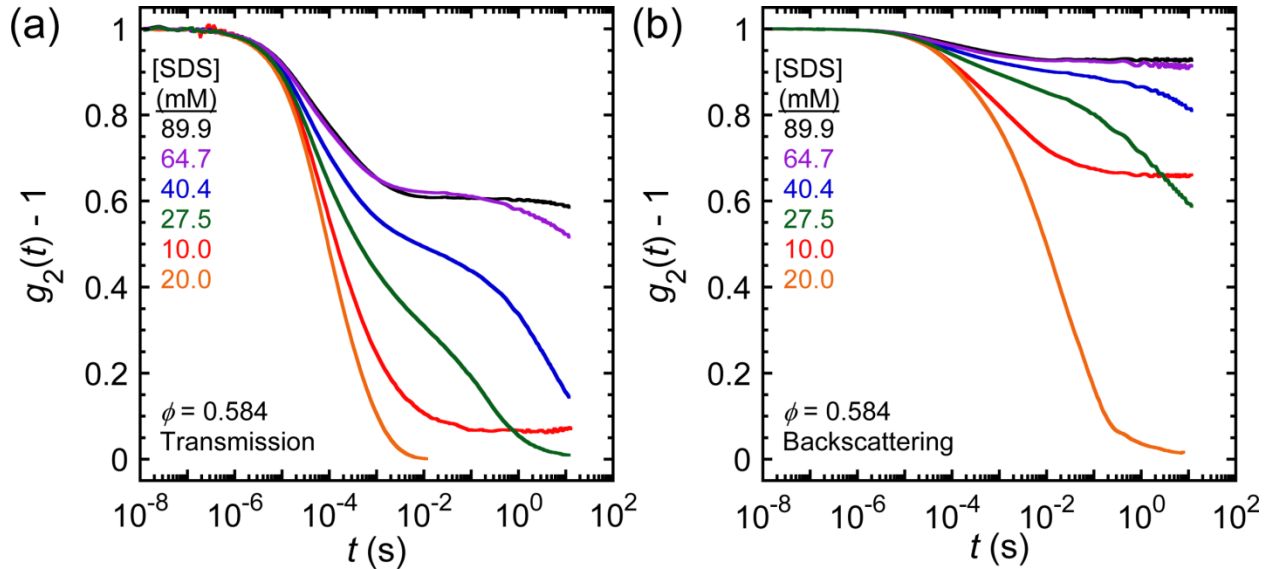 (a)
1
0.8
0.6
0.4
0.2
0
g₂(t) - 1
[SDS]
(mM)
89.9
64.7
40.4
27.5
10.0
20.0
ϕ = 0.584
Transmission
10⁻⁸ 10⁻⁶ 10⁻⁴ 10⁻² 10⁰ 10²
t (s)
(b)
1
0.8
0.6
0.4
0.2
0
g₂(t) - 1
[SDS]
(mM)
89.9
64.7
40.4
27.5
10.0
20.0
ϕ = 0.584
Backscattering
10⁻⁸ 10⁻⁶ 10⁻⁴ 10⁻² 10⁰ 10²
t (s)